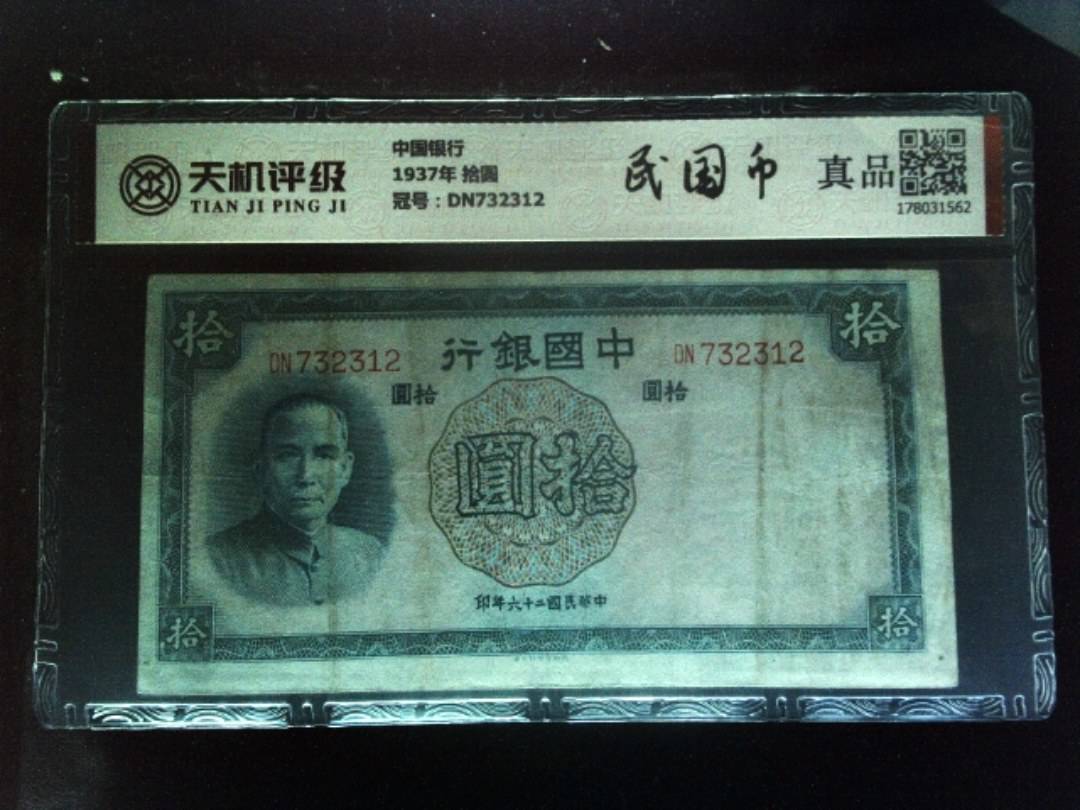 天机评级
TIAN JI PING JI
中国银行
1937年 拾圆
冠号：DN732312
民国币
真品
178031562
拾
拾
DN732312
行銀國中
DN732312
圓拾
圓拾
圓拾
印年六十二國民華中
拾
拾